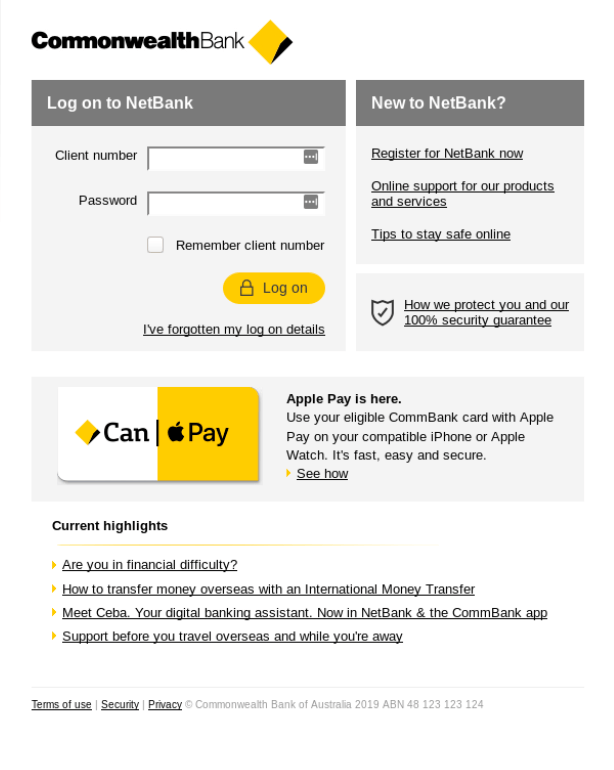 CommonwealthBank
Log on to NetBank
Client number
Password
Remember client number
Log on
I've forgotten my log on details
New to NetBank?
Register for NetBank now
Online support for our products
and services
Tips to stay safe online
How we protect you and our
100% security guarantee
Can | Pay
Apple Pay is here.
Use your eligible CommBank card with Apple
Pay on your compatible iPhone or Apple
Watch. It's fast, easy and secure.
See how
Current highlights
Are you in financial difficulty?
How to transfer money overseas with an International Money Transfer
Meet Ceba. Your digital banking assistant. Now in NetBank & the CommBank app
Support before you travel overseas and while you're away
Terms of use | Security | Privacy © Commonwealth Bank of Australia 2019 ABN 48 123 123 124